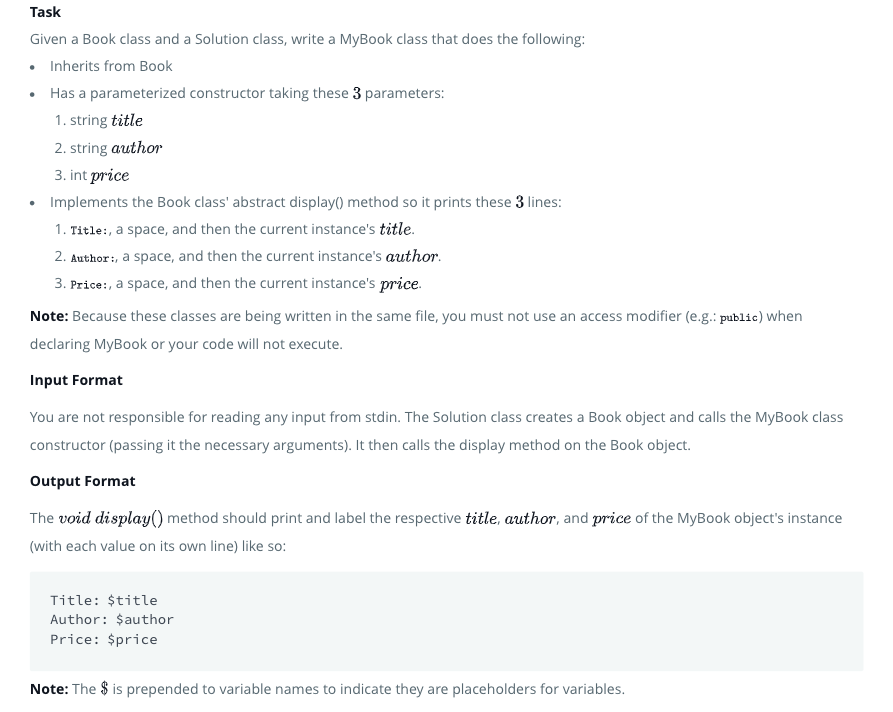 Task
Given a Book class and a Solution class, write a MyBook class that does the following:
• Inherits from Book
• Has a parameterized constructor taking these 3 parameters:
1. string title
2. string author
3. int price
• Implements the Book class' abstract display() method so it prints these 3 lines:
1. Title:, a space, and then the current instance's title.
2. Author:, a space, and then the current instance's author.
3. Price:, a space, and then the current instance's price.
Note: Because these classes are being written in the same file, you must not use an access modifier (e.g.: public) when
declaring MyBook or your code will not execute.
Input Format
You are not responsible for reading any input from stdin. The Solution class creates a Book object and calls the MyBook class
constructor (passing it the necessary arguments). It then calls the display method on the Book object.
Output Format
The void display() method should print and label the respective title, author, and price of the MyBook object's instance
(with each value on its own line) like so:
Title: $title
Author: $author
Price: $price
Note: The $ is prepended to variable names to indicate they are placeholders for variables.